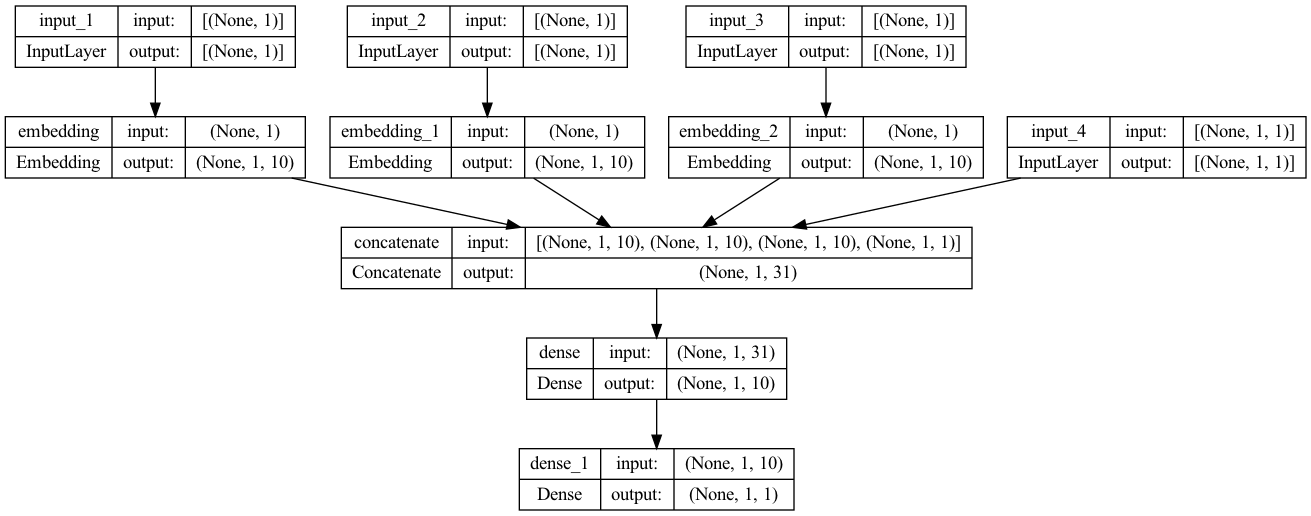 input_1 input: [(None, 1)]
InputLayer output: [(None, 1)]
input_2 input: [(None, 1)]
InputLayer output: [(None, 1)]
input_3 input: [(None, 1)]
InputLayer output: [(None, 1)]
embedding input: (None, 1)
Embedding output: (None, 1, 10)
embedding_1 input: (None, 1)
Embedding output: (None, 1, 10)
embedding_2 input: (None, 1)
Embedding output: (None, 1, 10)
input_4 input: [(None, 1, 1)]
InputLayer output: [(None, 1, 1)]
concatenate input: [(None, 1, 10), (None, 1, 10), (None, 1, 10), (None, 1, 1)]
Concatenate output: (None, 1, 31)
dense input: (None, 1, 31)
Dense output: (None, 1, 10)
dense_1 input: (None, 1, 10)
Dense output: (None, 1, 1)